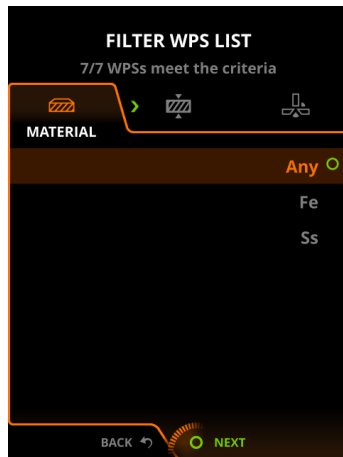 FILTER WPS LIST
7/7 WPSs meet the criteria
MATERIAL
Any
Fe
Ss
BACK NEXT